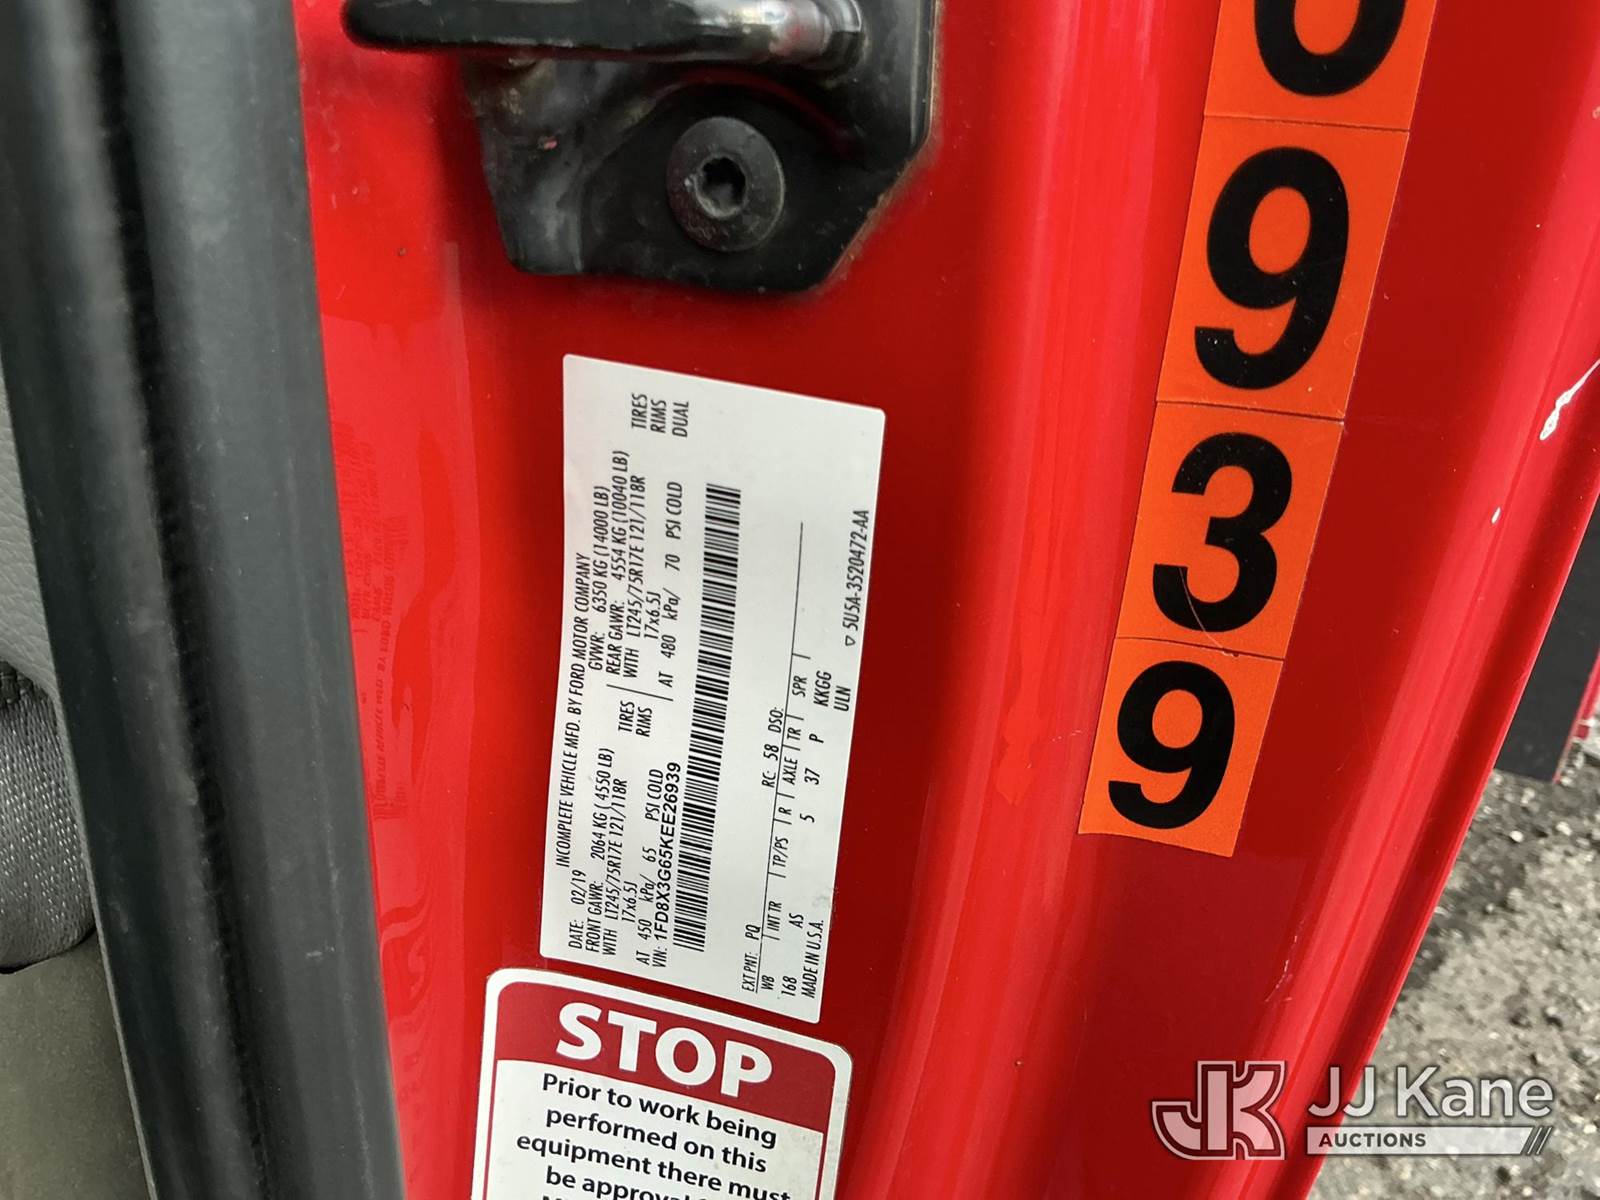 DATE: 02/19 INCOMPLETE VEHICLE MFD. BY FORD MOTOR COMPANY
FRONT GAWR: 2064 KG ( 4550 LB) GVWR: 6350 KG ( 14000 LB)
REAR GAWR: 4554 KG ( 10040 LB)
WITH LT245/75R17E 121/118R TIRES WITH LT245/75R17E 121/118R TIRES
17x6.5J RIMS 17x6.5J RIMS
AT 450 kPa/ 65 PSI COLD AT 480 kPa/ 70 PSI COLD DUAL
VIN: 1FD8X3G65KEE26939
EXT PNT: PQ RC: 58 DSO:
WB INT TR TP/PS R AXLE TR SPR
168 AS 5 37 P KKGG
MADE IN U.S.A. ULN
▽ 5U5A-3520472-AA
STOP
Prior to work being
performed on this
equipment there must
9
3
9
JK JJ Kane
AUCTIONS